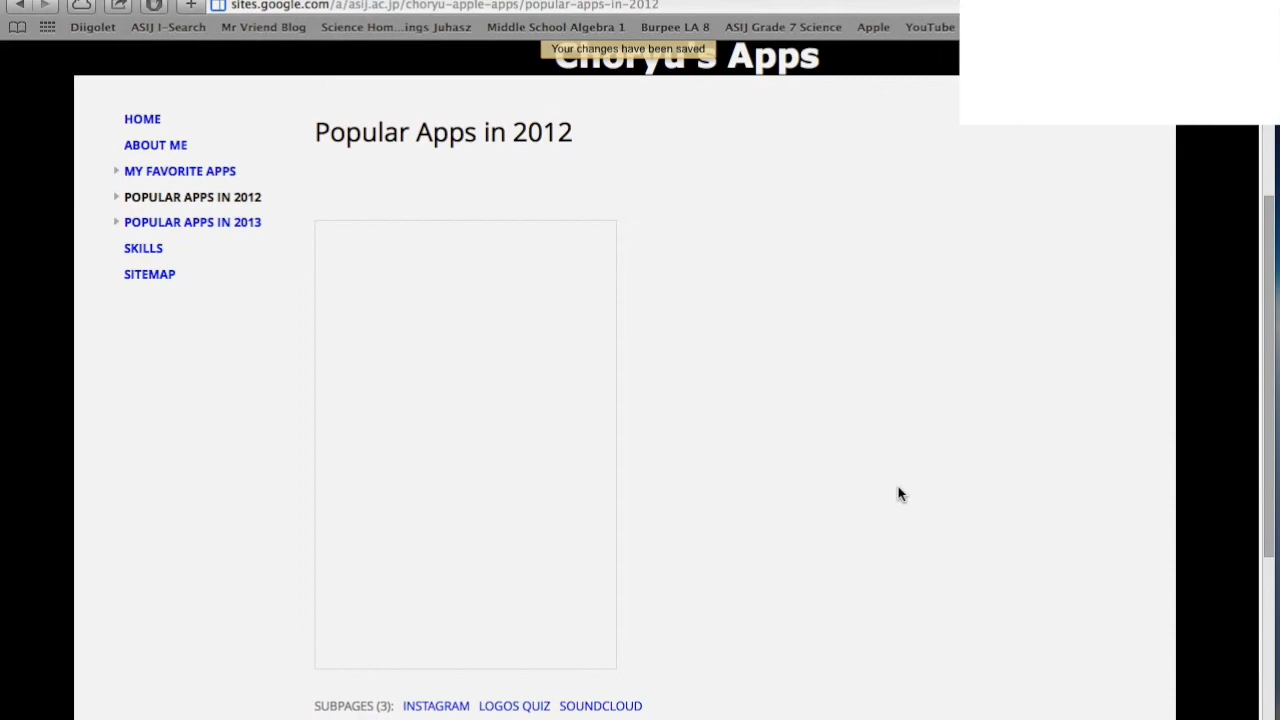 sites.google.com/a/asij.ac.jp/choryu-apple-apps/popular-apps-in-2012
Diigolet ASIJ I-Search Mr Vriend Blog Science Hom...ings Juhasz Middle School Algebra 1 Burpee LA 8 ASIJ Grade 7 Science Apple YouTube
Your changes have been saved
Choryu's Apps
HOME
ABOUT ME
MY FAVORITE APPS
POPULAR APPS IN 2012
POPULAR APPS IN 2013
SKILLS
SITEMAP
Popular Apps in 2012
SUBPAGES (3): INSTAGRAM LOGOS QUIZ SOUNDCLOUD